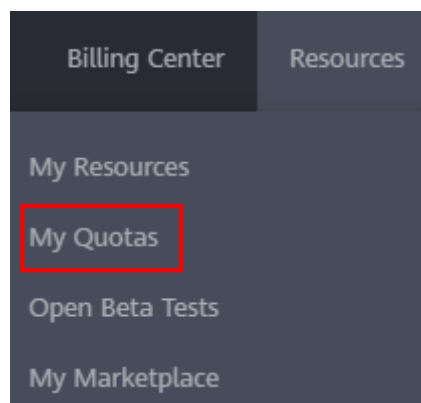 Billing Center Resources
My Resources
My Quotas
Open Beta Tests
My Marketplace